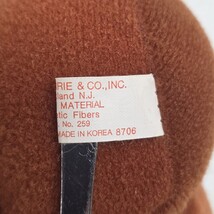 RIE & CO., INC.
land N.J.
MATERIAL
tic Fibers
. No. 259
MADE IN KOREA 8706